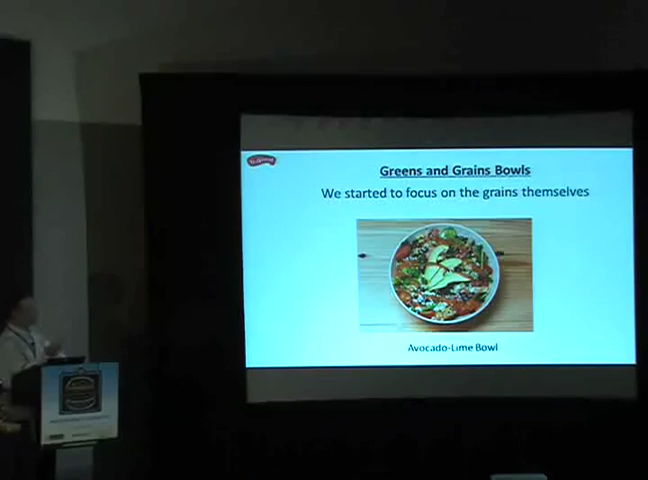 Greens and Grains Bowls
We started to focus on the grains themselves
Avocado-Lime Bowl